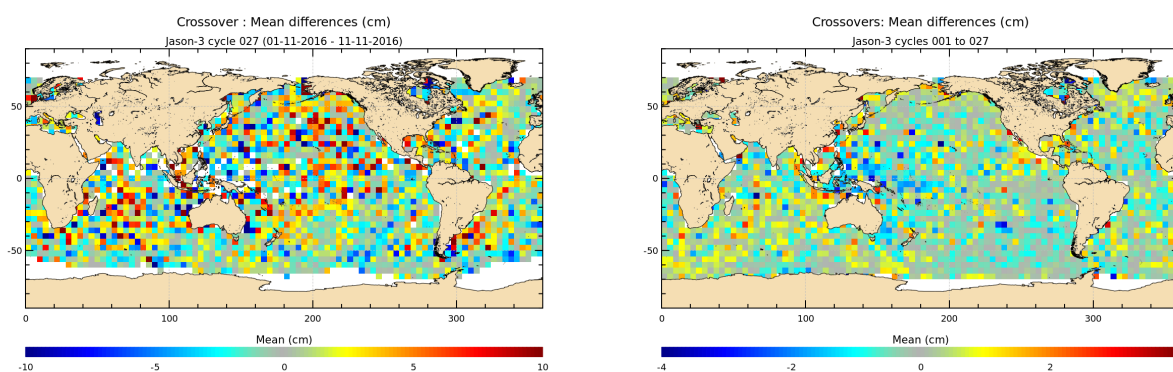 Crossover : Mean differences (cm)
Jason-3 cycle 027 (01-11-2016 - 11-11-2016)
50
0
-50
0 100 200 300
Mean (cm)
-10 -5 0 5 10
Crossovers: Mean differences (cm)
Jason-3 cycles 001 to 027
50
0
-50
0 100 200 300
Mean (cm)
-4 -2 0 2